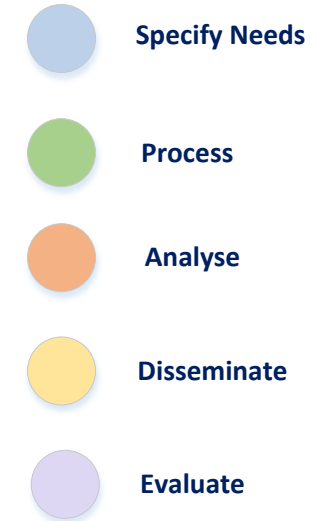 Specify Needs
Process
Analyse
Disseminate
Evaluate